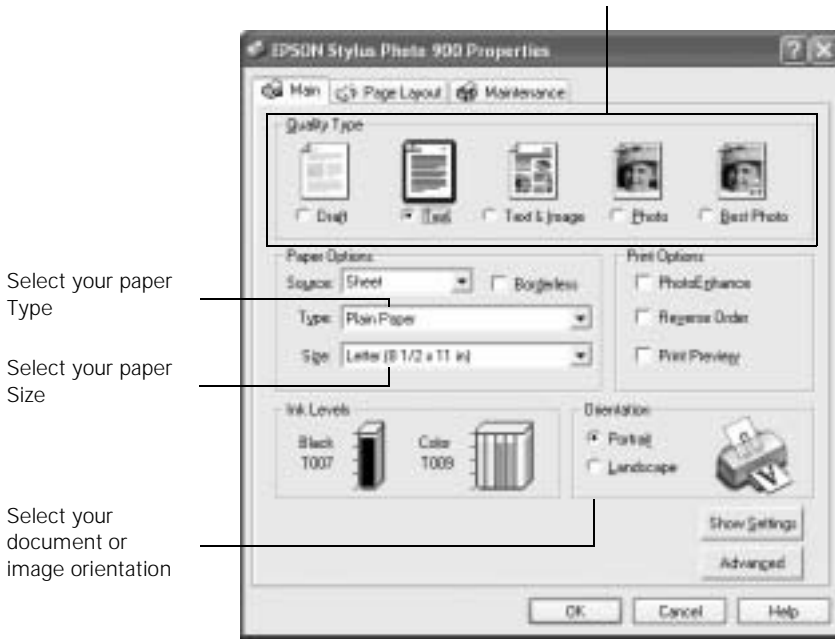 EPSON Stylus Photo 900 Properties
Main Page Layout Maintenance
Quality Type
Draft Text Text & Image Photo Best Photo
Paper Options
Source: Sheet Borderless
Type: Plain Paper
Size: Letter (8 1/2 x 11 in)
Print Options
PhotoEnhance
Reverse Order
Print Preview
Select your paper
Type
Select your paper
Size
Ink Levels
Black
T007
Color
T009
Orientation
Portrait
Landscape
Select your
document or
image orientation
Show Settings
Advanced
OK Cancel Help